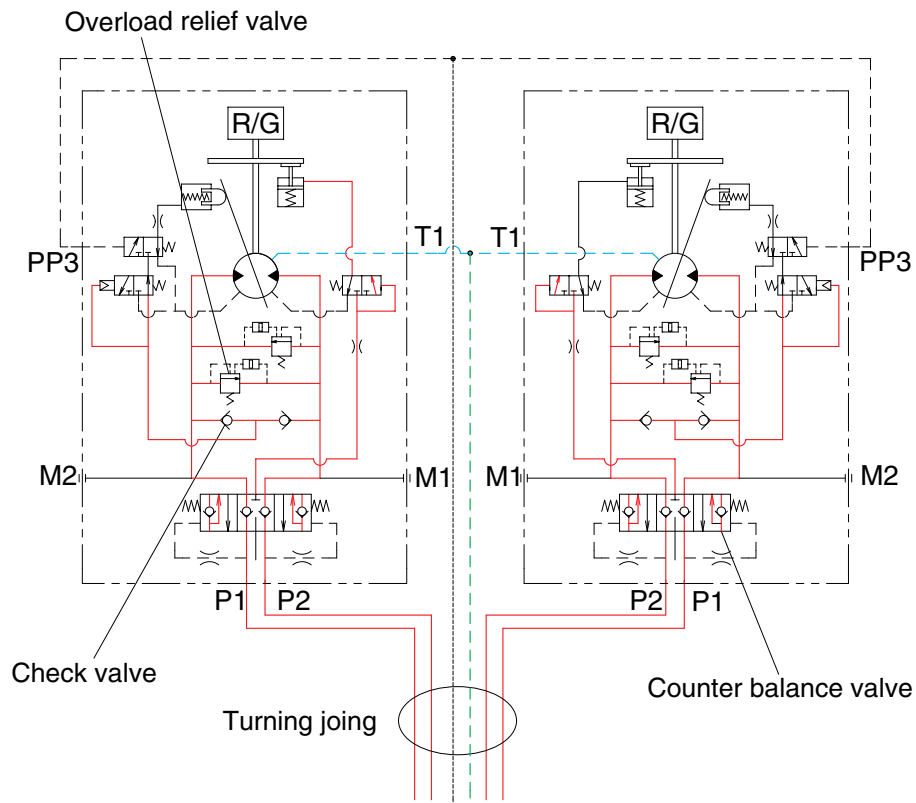 Overload relief valve
R/G
R/G
T1
T1
PP3
PP3
M2
M1
M1
M2
P1
P2
P2
P1
Check valve
Counter balance valve
Turning joing